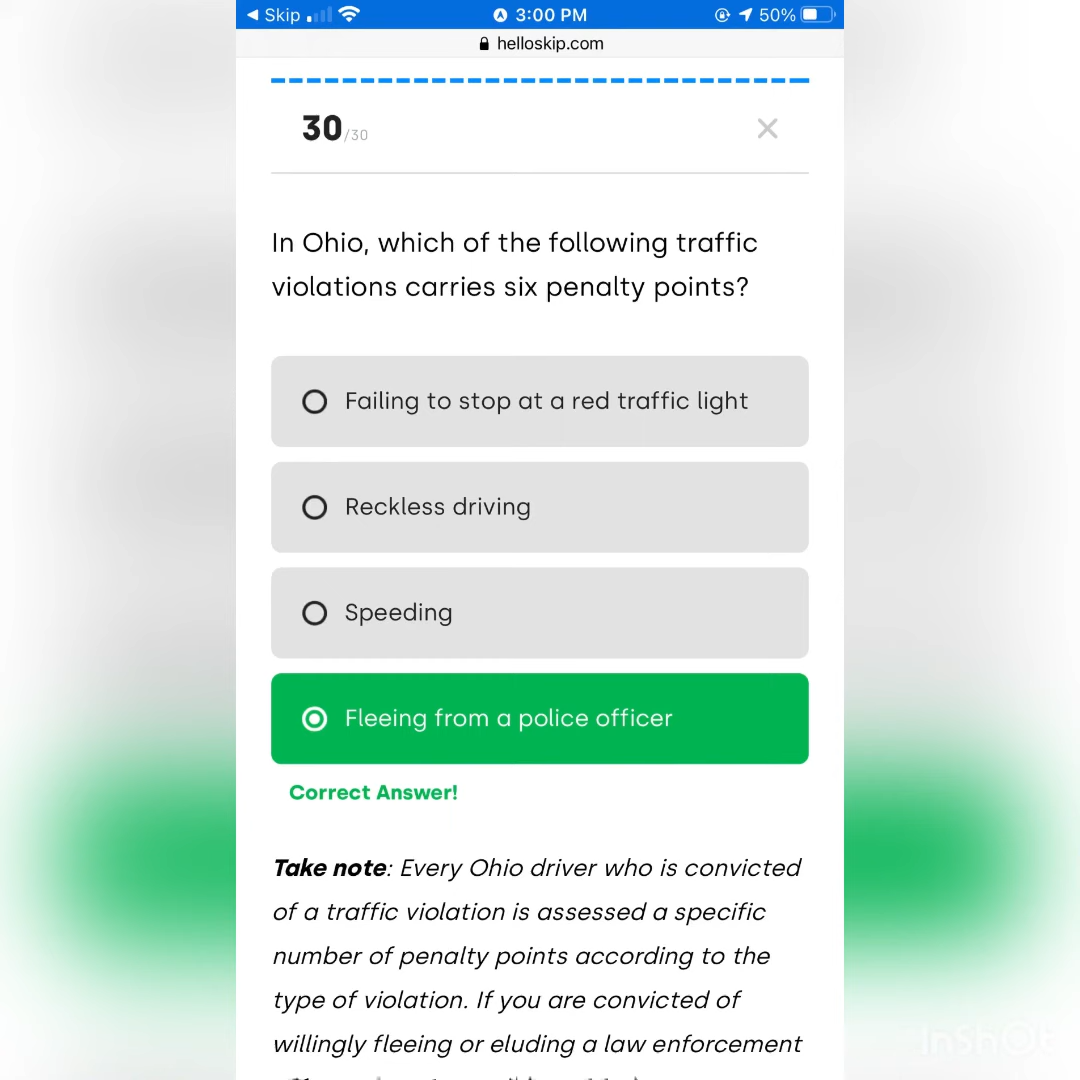 Skip 3:00 PM 50%
helloskip.com
30/30
In Ohio, which of the following traffic
violations carries six penalty points?
Failing to stop at a red traffic light
Reckless driving
Speeding
Fleeing from a police officer
Correct Answer!
Take note: Every Ohio driver who is convicted
of a traffic violation is assessed a specific
number of penalty points according to the
type of violation. If you are convicted of
willingly fleeing or eluding a law enforcement
InShOt